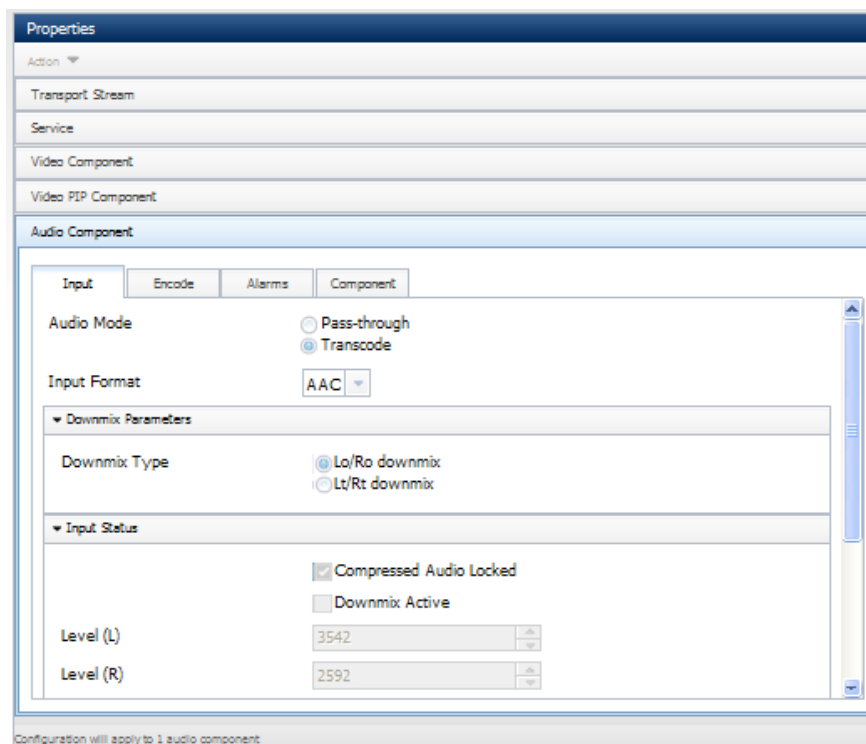 Properties
Action
Transport Stream
Service
Video Component
Video PIP Component
Audio Component
Input Encode Alarms Component
Audio Mode Pass-through
Transcode
Input Format AAC
Downmix Parameters
Downmix Type Lo/Ro downmix
Lt/Rt downmix
Input Status
Compressed Audio Locked
Downmix Active
Level (L) 3542
Level (R) 2592
Configuration will apply to 1 audio component